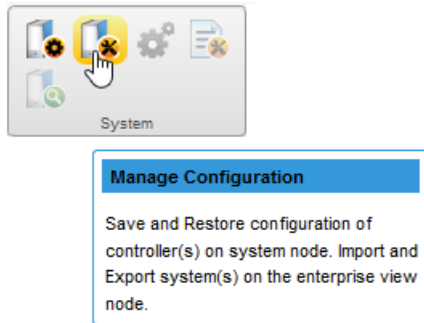 System
Manage Configuration
Save and Restore configuration of
controller(s) on system node. Import and
Export system(s) on the enterprise view
node.